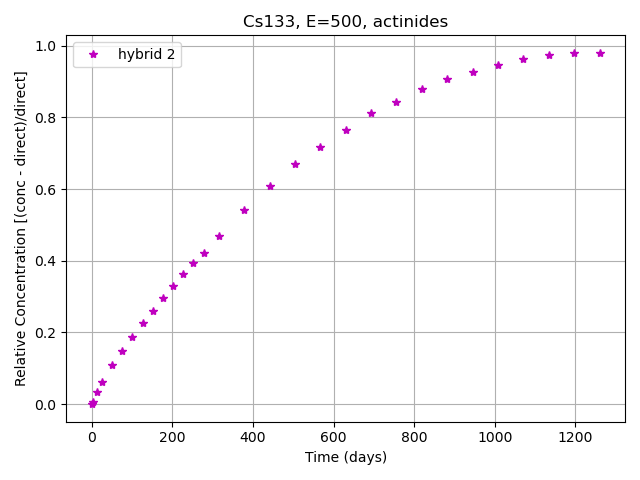 Cs133, E=500, actinides
hybrid 2
Relative Concentration [(conc - direct)/direct]
1.0
0.8
0.6
0.4
0.2
0.0
0 200 400 600 800 1000 1200
Time (days)